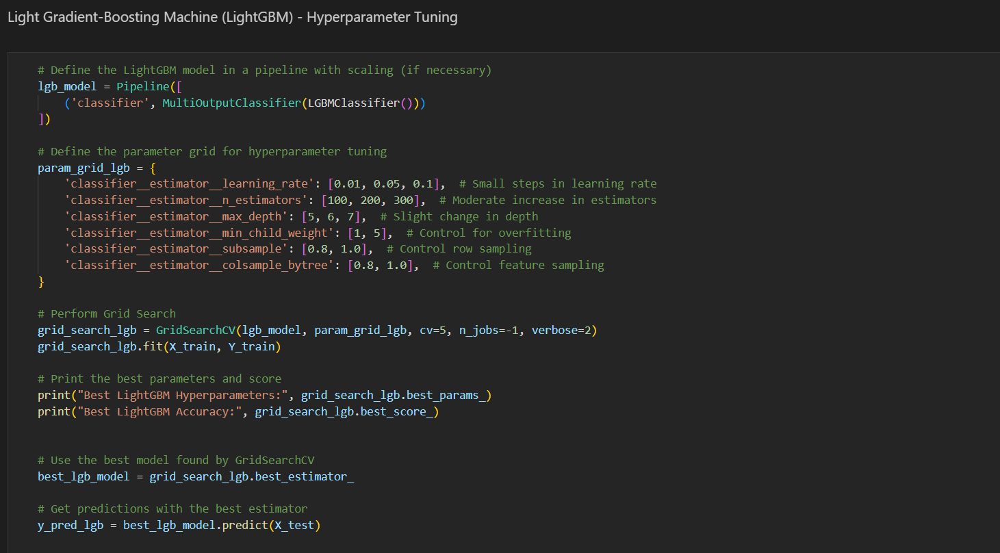 Light Gradient-Boosting Machine (LightGBM) - Hyperparameter Tuning
# Define the LightGBM model in a pipeline with scaling (if necessary)
lgb_model = Pipeline([
    ('classifier', MultiOutputClassifier(LGBMClassifier()))
])
# Define the parameter grid for hyperparameter tuning
param_grid_lgb = {
    'classifier__estimator__learning_rate': [0.01, 0.05, 0.1],  # Small steps in learning rate
    'classifier__estimator__n_estimators': [100, 200, 300],  # Moderate increase in estimators
    'classifier__estimator__max_depth': [5, 6, 7],  # Slight change in depth
    'classifier__estimator__min_child_weight': [1, 5],  # Control for overfitting
    'classifier__estimator__subsample': [0.8, 1.0],  # Control row sampling
    'classifier__estimator__colsample_bytree': [0.8, 1.0],  # Control feature sampling
}
# Perform Grid Search
grid_search_lgb = GridSearchCV(lgb_model, param_grid_lgb, cv=5, n_jobs=-1, verbose=2)
grid_search_lgb.fit(X_train, Y_train)
# Print the best parameters and score
print("Best LightGBM Hyperparameters:", grid_search_lgb.best_params_)
print("Best LightGBM Accuracy:", grid_search_lgb.best_score_)
# Use the best model found by GridSearchCV
best_lgb_model = grid_search_lgb.best_estimator_
# Get predictions with the best estimator
y_pred_lgb = best_lgb_model.predict(X_test)